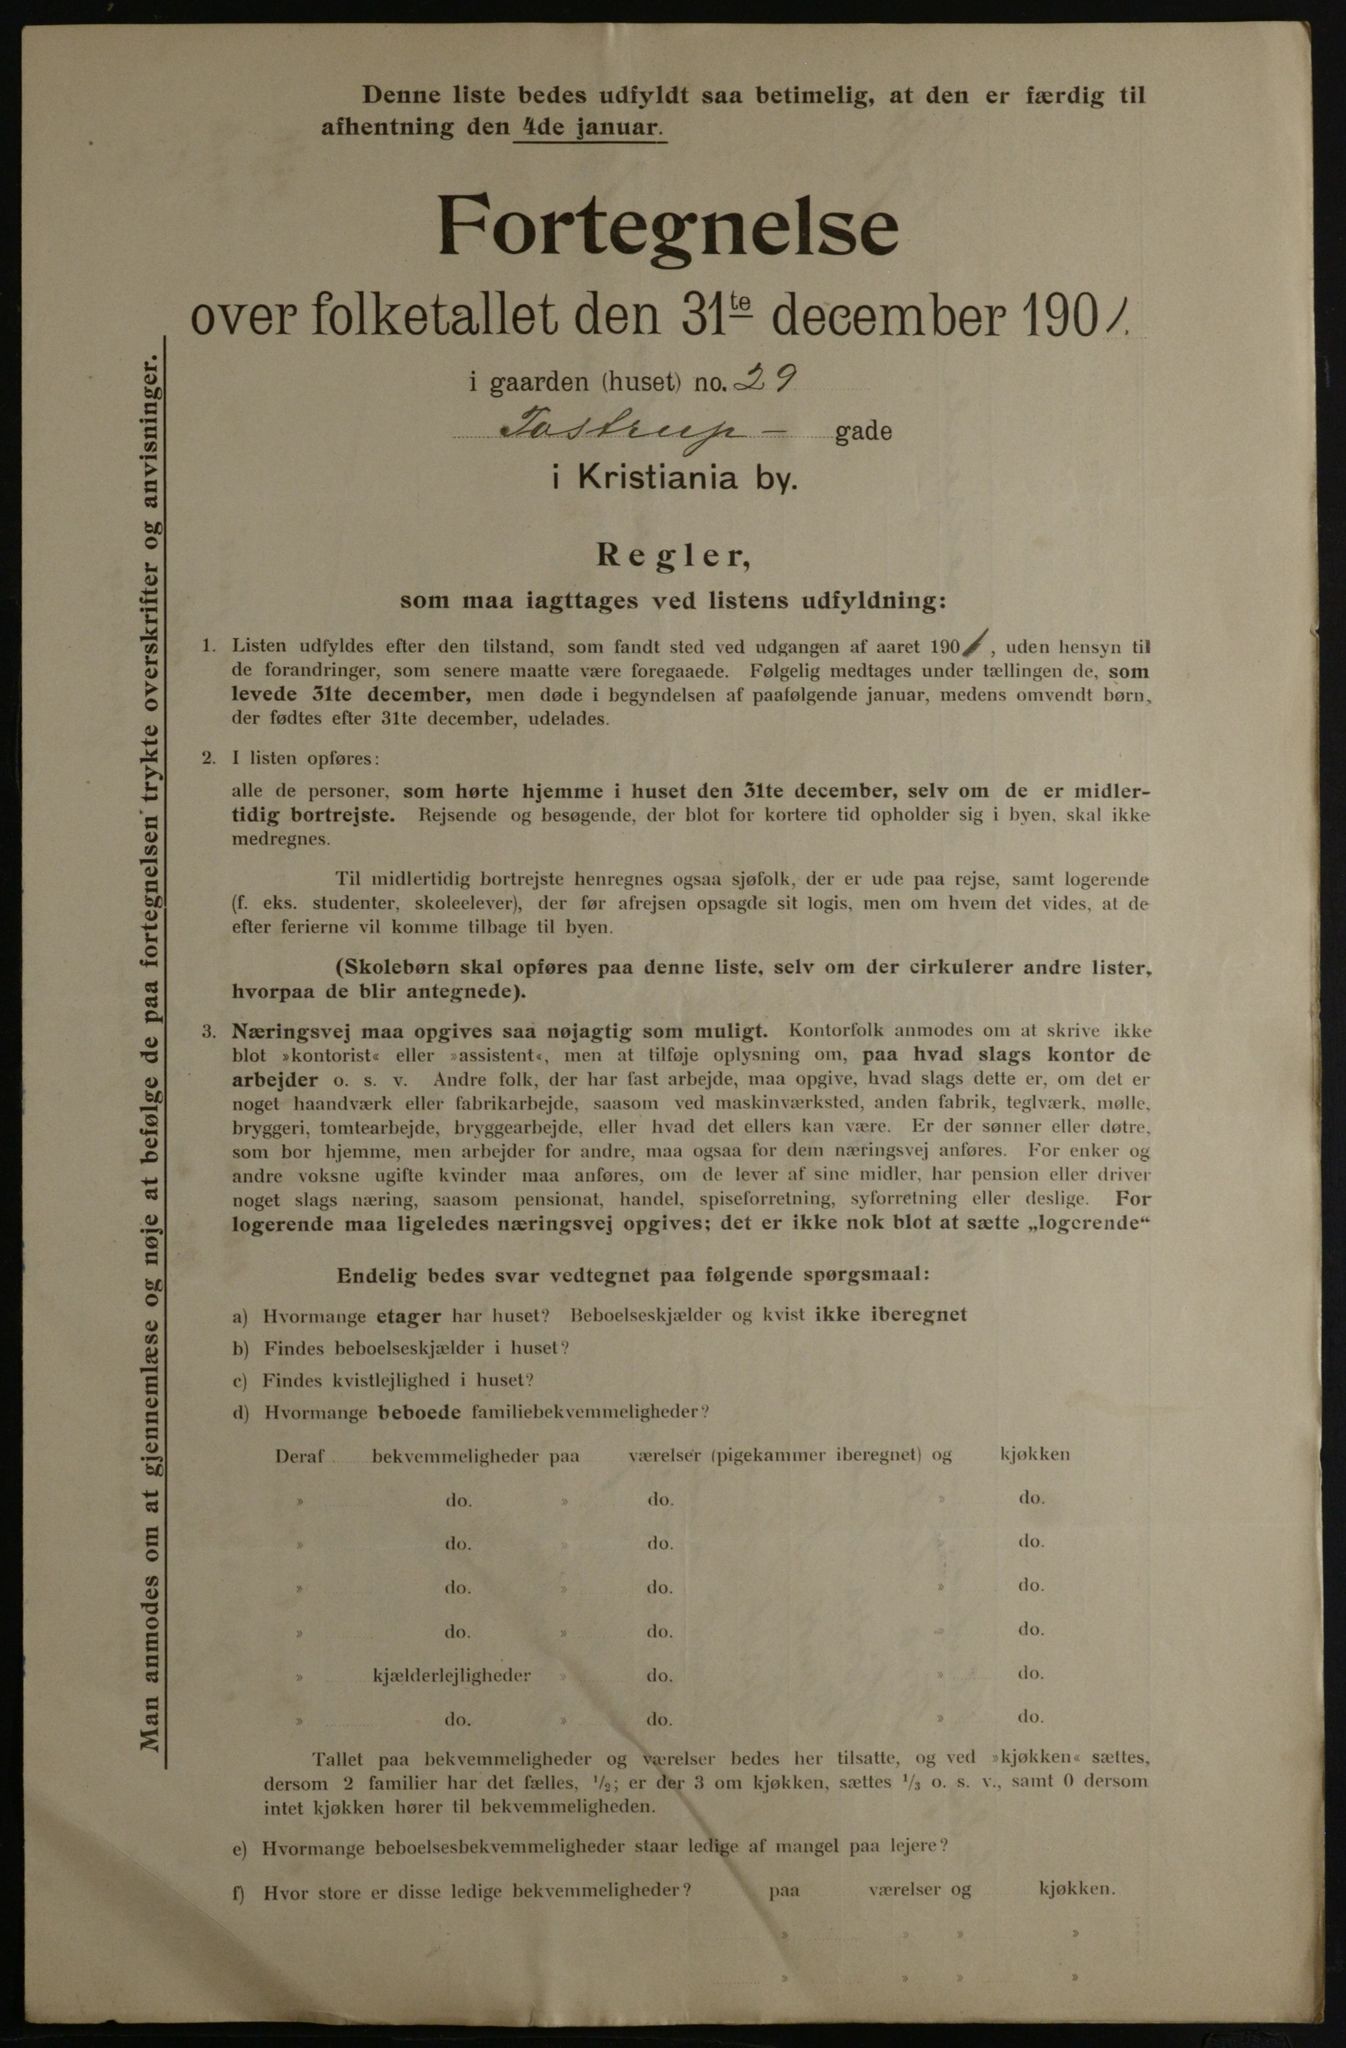 Denne liste bedes udfyldt saa betimelig, at den er færdig til
afhentning den 4de januar.
Fortegnelse
over folketallet den 31te december 1901.
i gaarden (huset) no. 29
Tostrup- gade
i Kristiania by.
Regler,
som maa iagttages ved listens udfyldning:
1. Listen udfyldes efter den tilstand, som fandt sted ved udgangen af aaret 1901, uden hensyn til
de forandringer, som senere maatte være foregaaede. Følgelig medtages under tællingen de, som
levede 31te december, men døde i begyndelsen af paafølgende januar, medens omvendt børn,
der fødtes efter 31te december, udelades.
2. I listen opføres:
alle de personer, som hørte hjemme i huset den 31te december, selv om de er midler-
tidig bortrejste. Rejsende og besøgende, der blot for kortere tid opholder sig i byen, skal ikke
medregnes.
Til midlertidig bortrejste henregnes ogsaa sjøfolk, der er ude paa rejse, samt logerende
(f. eks. studenter, skoleelever), der før afrejsen opsagde sit logis, men om hvem det vides, at de
efter ferierne vil komme tilbage til byen.
(Skolebørn skal opføres paa denne liste, selv om der cirkulerer andre lister,
hvorpaa de blir antegnede).
3. Næringsvej maa opgives saa nøjagtig som muligt. Kontorfolk anmodes om at skrive ikke
blot »kontorist« eller »assistent«, men at tilføje oplysning om, paa hvad slags kontor de
arbejder o. s. v. Andre folk, der har fast arbejde, maa opgive, hvad slags dette er, om det er
noget haandværk eller fabrikarbejde, saasom ved maskinværksted, anden fabrik, teglværk, mølle,
bryggeri, tomtearbejde, bryggearbejde, eller hvad det ellers kan være. Er der sønner eller døtre,
som bor hjemme, men arbejder for andre, maa ogsaa for dem næringsvej anføres. For enker og
andre voksne ugifte kvinder maa anføres, om de lever af sine midler, har pension eller driver
noget slags næring, saasom pensionat, handel, spiseforretning, syforretning eller deslige. For
logerende maa ligeledes næringsvej opgives; det er ikke nok blot at sætte „logerende“
Endelig bedes svar vedtegnet paa følgende spørgsmaal:
a) Hvormange etager har huset? Beboelseskjælder og kvist ikke iberegnet
b) Findes beboelseskjælder i huset?
c) Findes kvistlejlighed i huset?
d) Hvormange beboede familiebekvemmeligheder?
Deraf bekvemmeligheder paa værelser (pigekammer iberegnet) og kjøkken
» do. » do. » do.
» do. » do. » do.
» do. » do. » do.
» do. » do. » do.
» kjælderlejligheder » do. » do.
» do. » do. » do.
Tallet paa bekvemmeligheder og værelser bedes her tilsatte, og ved »kjøkken« sættes,
dersom 2 familier har det fælles, 1/2; er der 3 om kjøkken, sættes 1/3 o. s. v., samt 0 dersom
intet kjøkken hører til bekvemmeligheden.
e) Hvormange beboelsesbekvemmeligheder staar ledige af mangel paa lejere?
f) Hvor store er disse ledige bekvemmeligheder? paa værelser og kjøkken.
» » » »
» » » »
Man anmodes om at gjennemlæse og nøje at befølge de paa fortegnelsen trykte overskrifter og anvisninger.